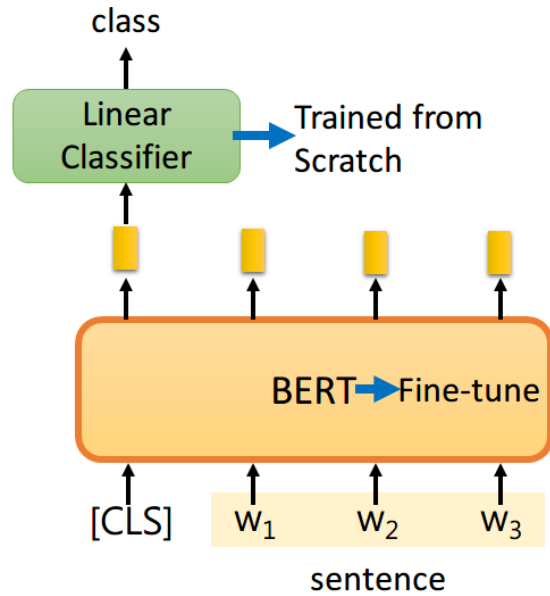 class
Linear
Classifier
Trained from
Scratch
BERT
Fine-tune
[CLS]
w₁
w₂
w₃
sentence